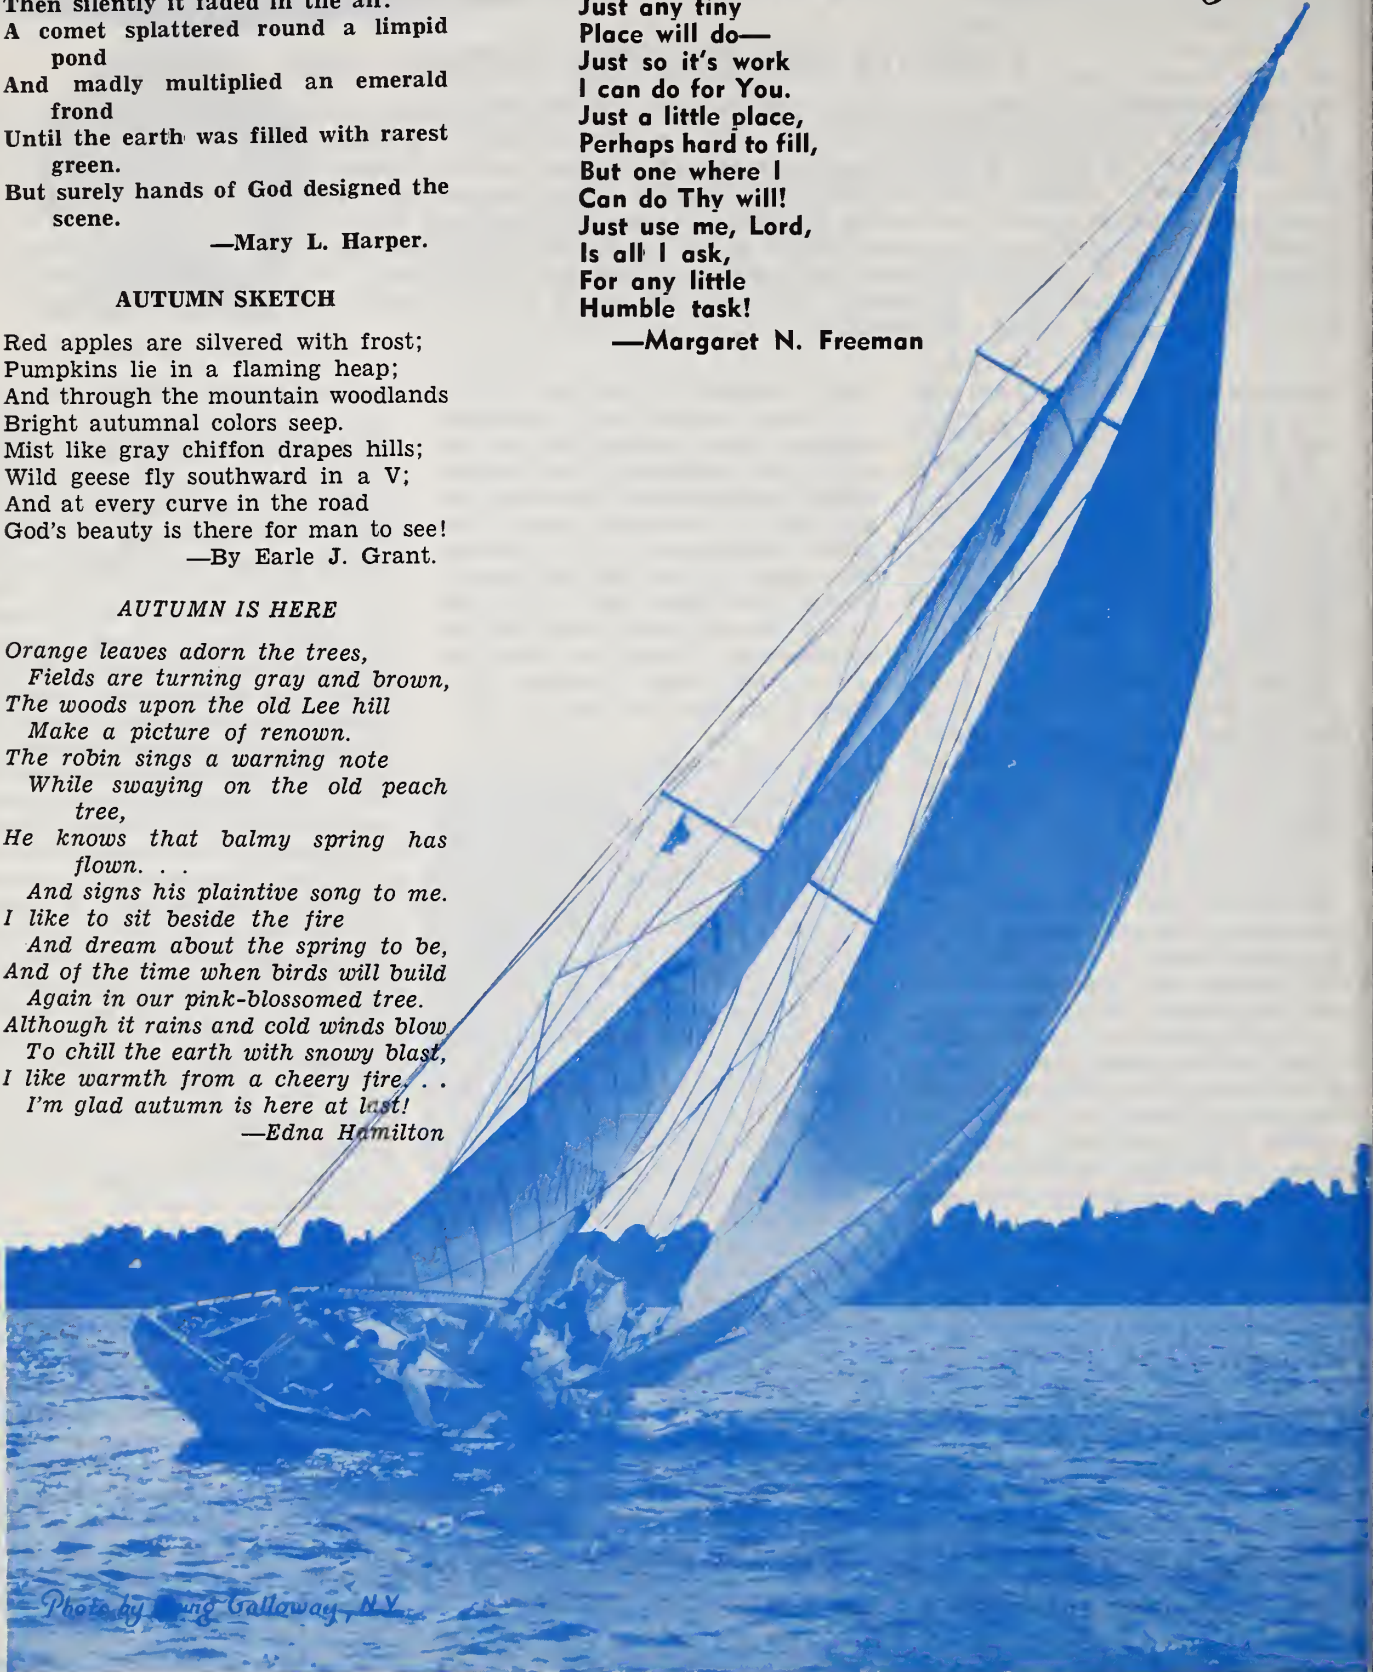 Then silently it faded in the air.
A comet splattered round a limpid
pond
And madly multiplied an emerald
frond
Until the earth was filled with rarest
green.
But surely hands of God designed the
scene.
—Mary L. Harper.
AUTUMN SKETCH
Red apples are silvered with frost;
Pumpkins lie in a flaming heap;
And through the mountain woodlands
Bright autumnal colors seep.
Mist like gray chiffon drapes hills;
Wild geese fly southward in a V;
And at every curve in the road
God's beauty is there for man to see!
—By Earle J. Grant.
AUTUMN IS HERE
Orange leaves adorn the trees,
Fields are turning gray and brown,
The woods upon the old Lee hill
Make a picture of renown.
The robin sings a warning note
While swaying on the old peach
tree,
He knows that balmy spring has
flown. . .
And signs his plaintive song to me.
I like to sit beside the fire
And dream about the spring to be,
And of the time when birds will build
Again in our pink-blossomed tree.
Although it rains and cold winds blow
To chill the earth with snowy blast,
I like warmth from a cheery fire. . .
I'm glad autumn is here at last!
—Edna Hamilton
Just any tiny
Place will do—
Just so it's work
I can do for You.
Just a little place,
Perhaps hard to fill,
But one where I
Can do Thy will!
Just use me, Lord,
Is all I ask,
For any little
Humble task!
—Margaret N. Freeman
Photo by Galloway, N.Y.